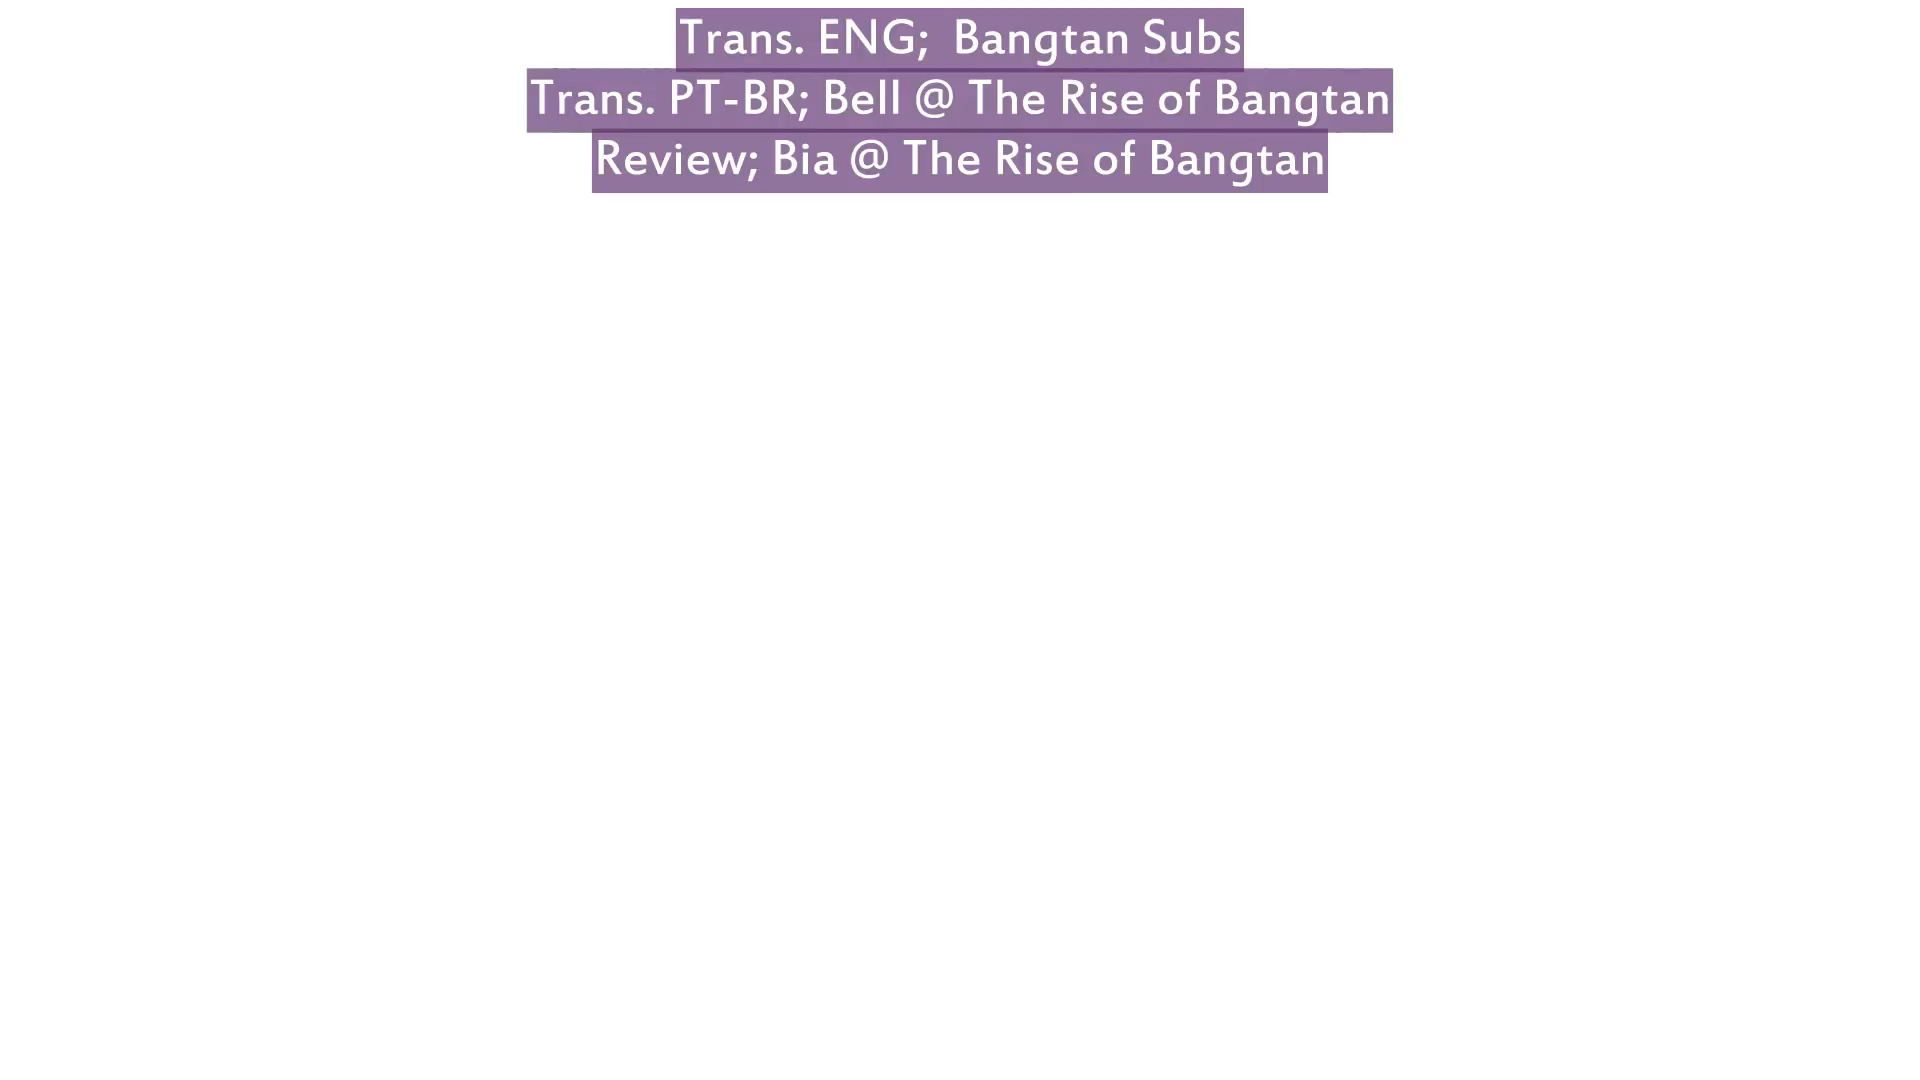 Trans. ENG;  Bangtan Subs
Trans. PT-BR; Bell @ The Rise of Bangtan
Review; Bia @ The Rise of Bangtan